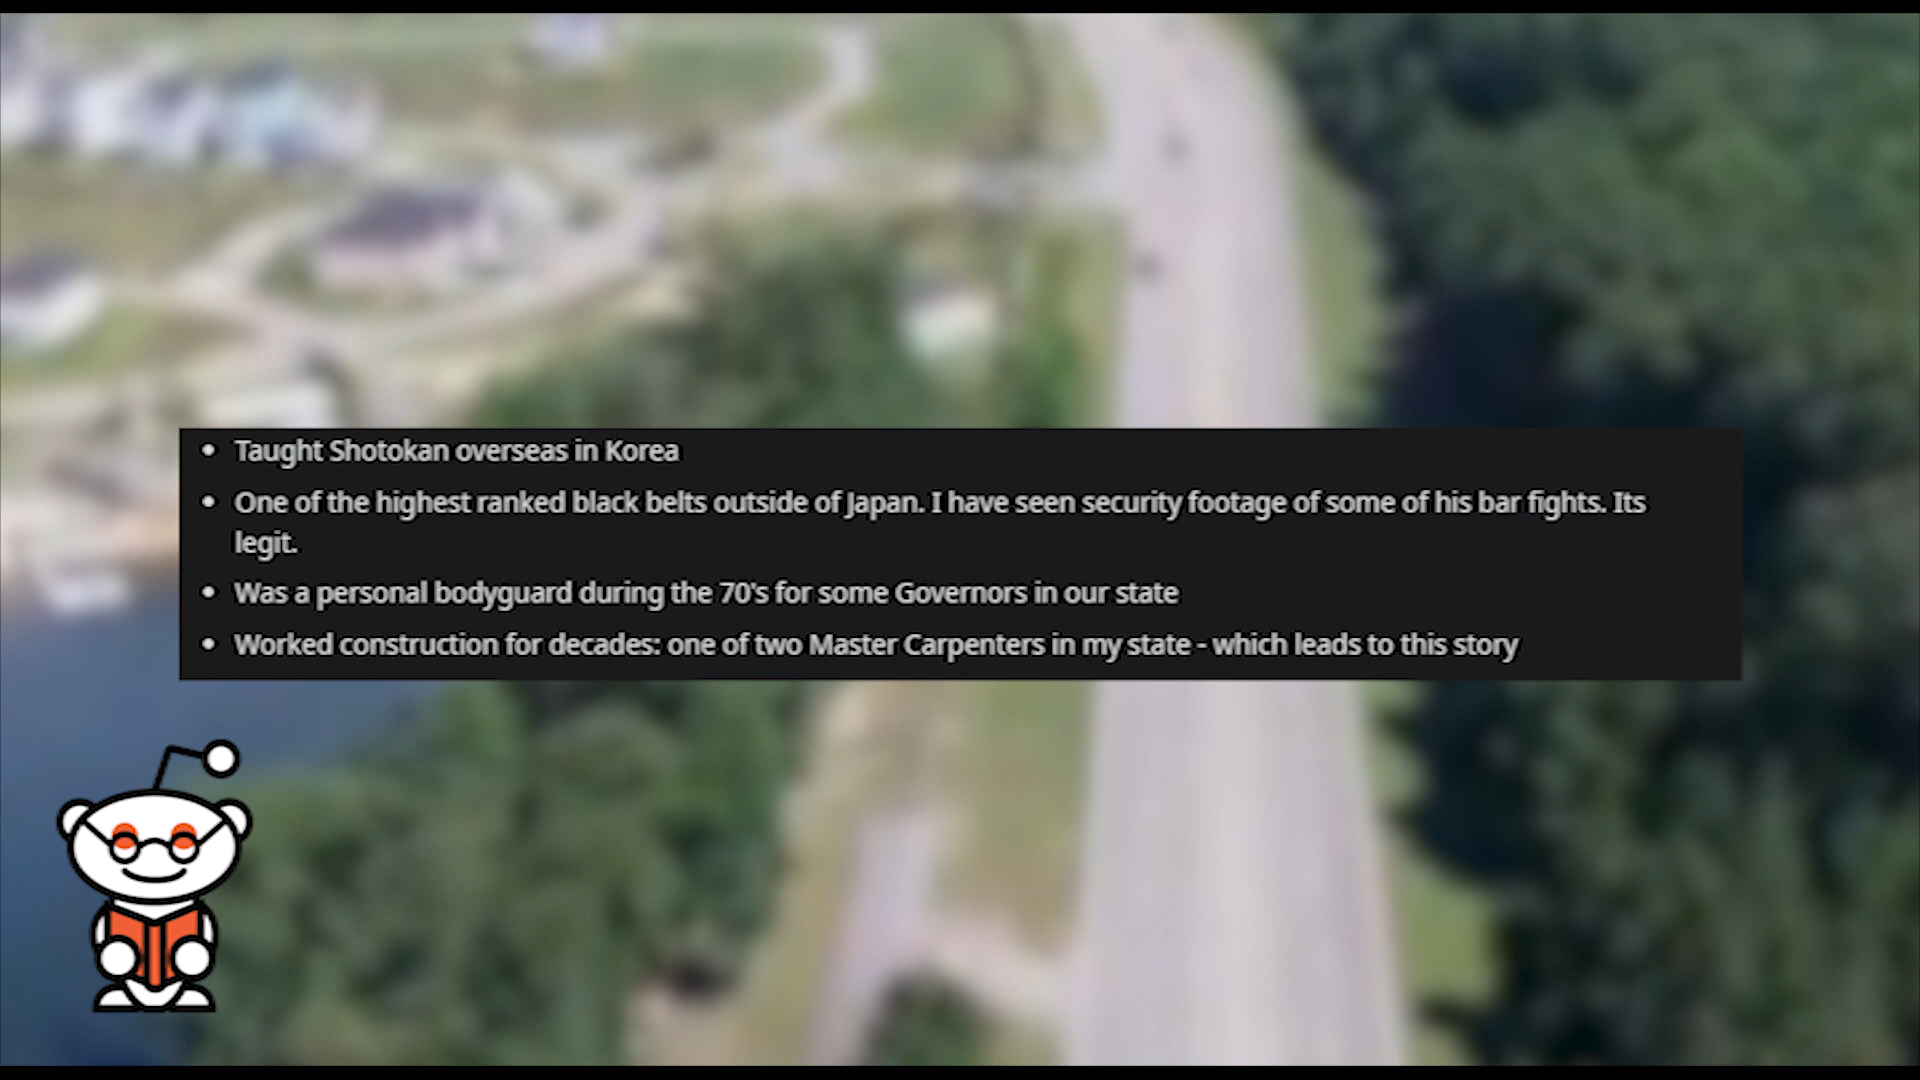 • Taught Shotokan overseas in Korea
• One of the highest ranked black belts outside of Japan. I have seen security footage of some of his bar fights. Its
legit.
• Was a personal bodyguard during the 70's for some Governors in our state
• Worked construction for decades: one of two Master Carpenters in my state - which leads to this story